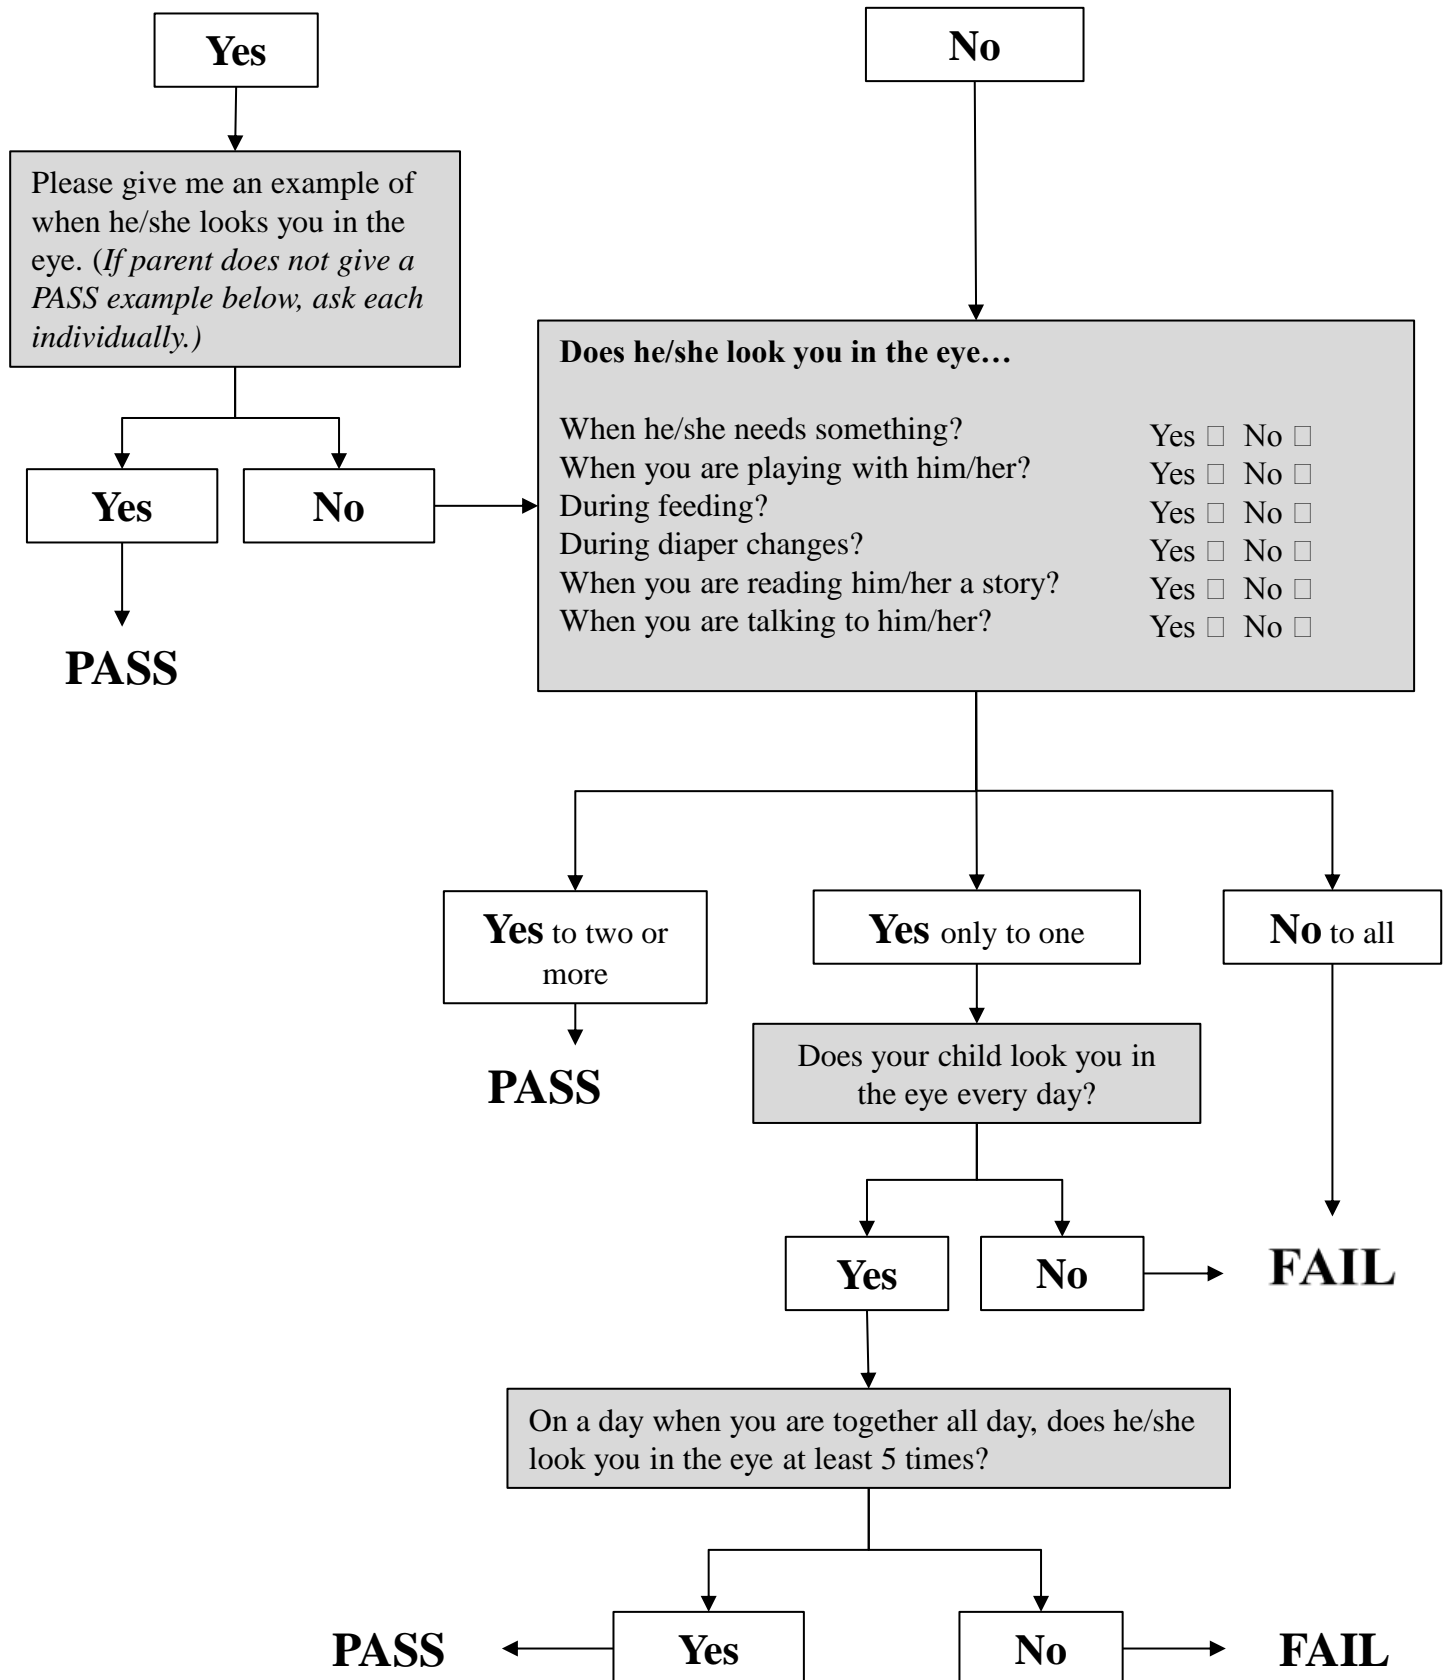 Yes
No
Please give me an example of
when he/she looks you in the
eye. (If parent does not give a
PASS example below, ask each
individually.)
Does he/she look you in the eye…
When he/she needs something? Yes □ No □
When you are playing with him/her? Yes □ No □
During feeding? Yes □ No □
During diaper changes? Yes □ No □
When you are reading him/her a story? Yes □ No □
When you are talking to him/her? Yes □ No □
Yes
No
PASS
Yes to two or
more
Yes only to one
No to all
PASS
Does your child look you in
the eye every day?
Yes
No
FAIL
On a day when you are together all day, does he/she
look you in the eye at least 5 times?
PASS
Yes
No
FAIL